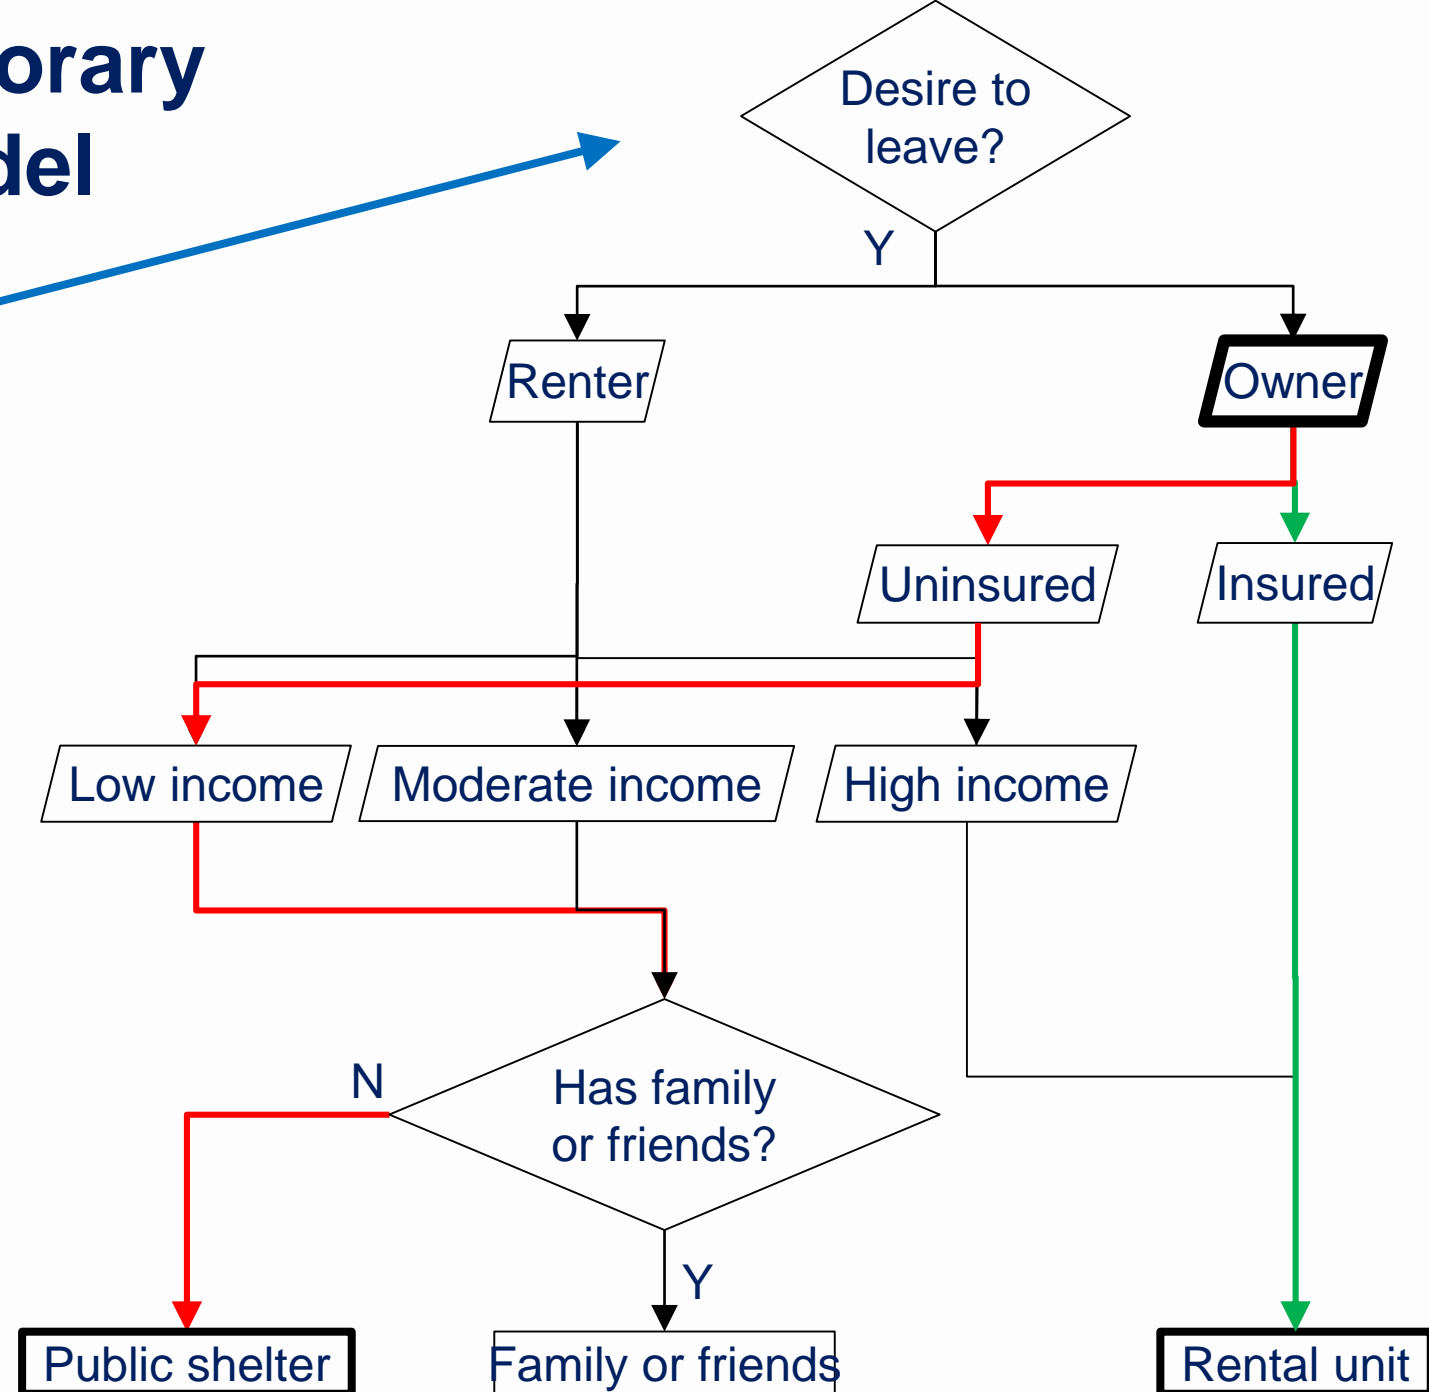 orary
del
Desire to
leave?
Y
Renter
Owner
Uninsured
Insured
Low income
Moderate income
High income
N
Has family
or friends?
Y
Public shelter
Family or friends
Rental unit